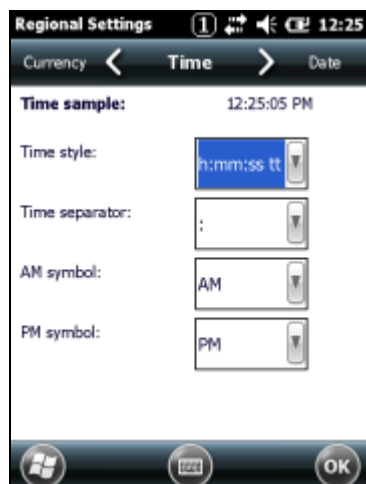 Regional Settings 1 12:25
Currency Time Date
Time sample: 12:25:05 PM
Time style: h:mm:ss tt
Time separator: :
AM symbol: AM
PM symbol: PM
OK